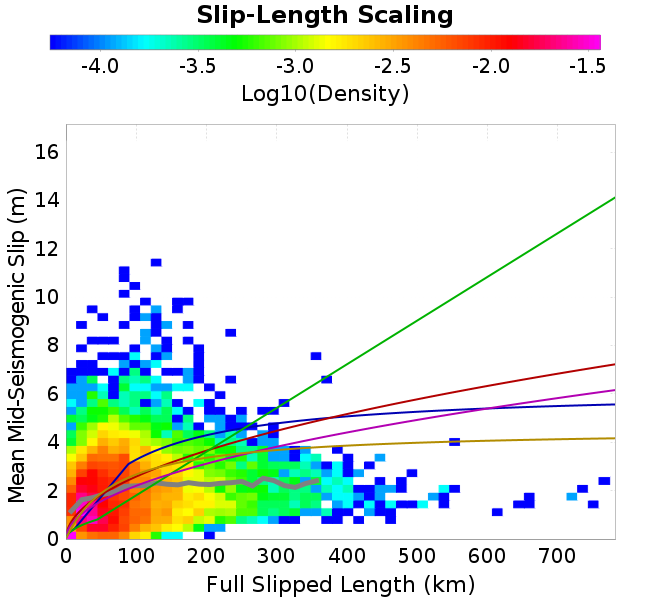 Slip-Length Scaling
-4.0 -3.5 -3.0 -2.5 -2.0 -1.5
Log10(Density)
Mean Mid-Seismogenic Slip (m)
16
14
12
10
8
6
4
2
0
0 100 200 300 400 500 600 700
Full Slipped Length (km)